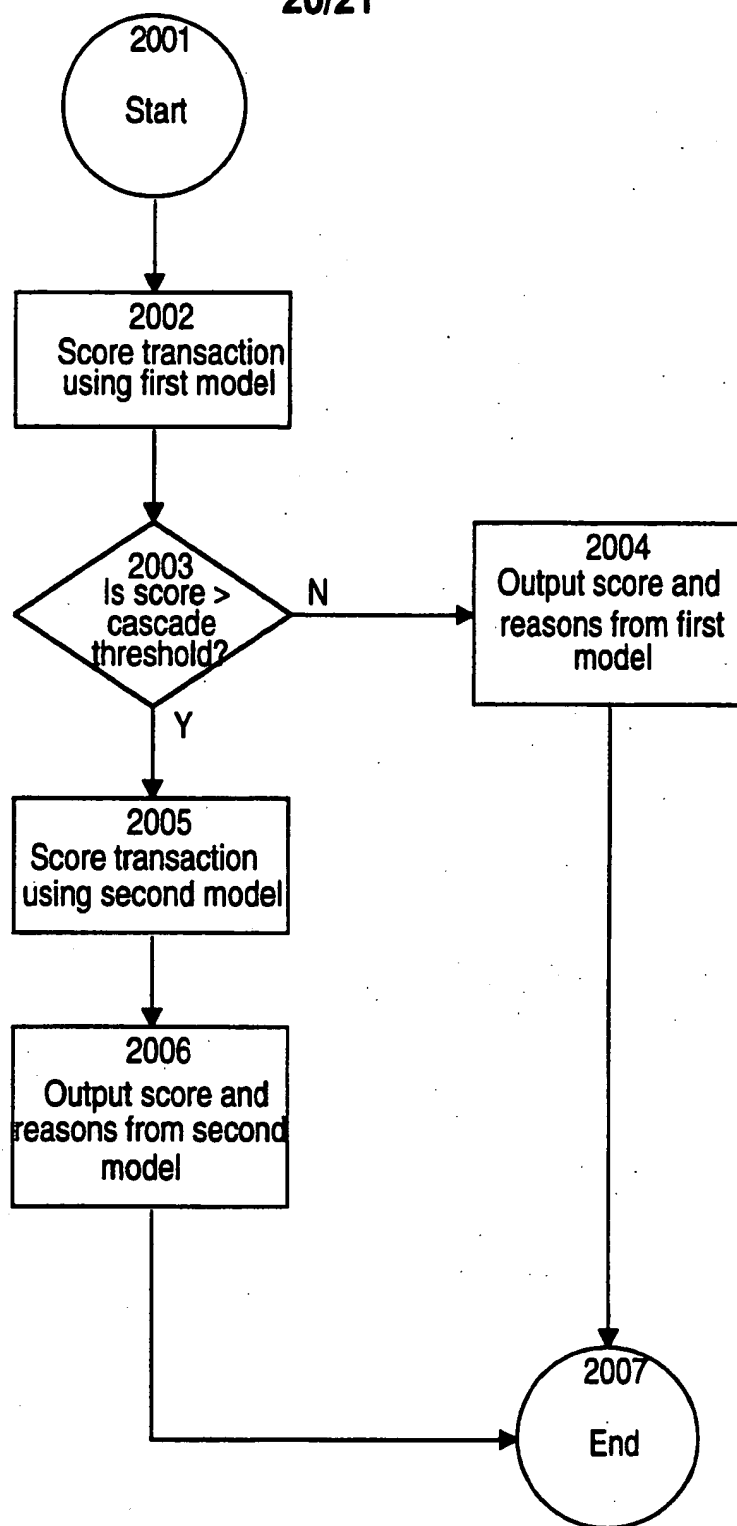 20/21
2001
Start
2002
Score transaction
using first model
2003
Is score >
cascade
threshold?
N
2004
Output score and
reasons from first
model
Y
2005
Score transaction
using second model
2006
Output score and
reasons from second
model
2007
End